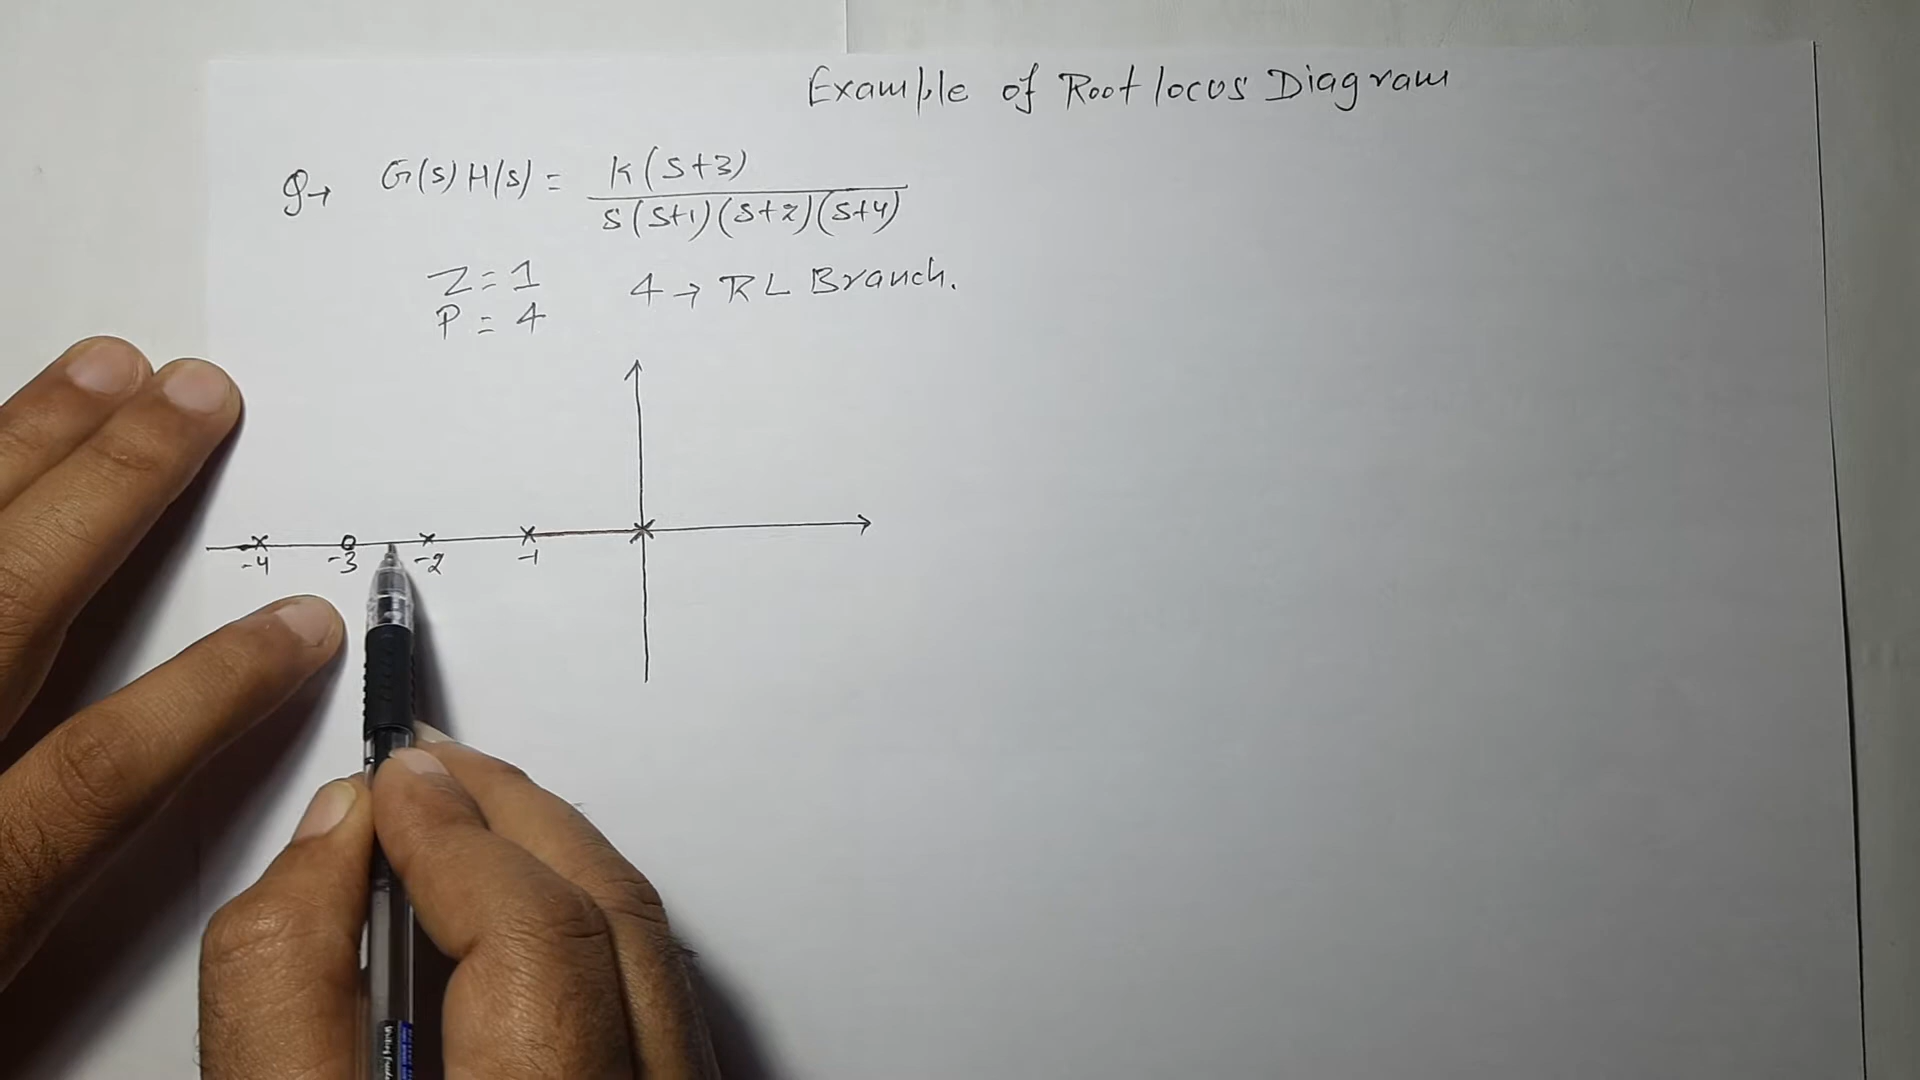 Example of Root locus Diagram
Q→ G(s)H(s) = K(s+3)
s(s+1)(s+2)(s+4)
Z = 1 4 → RL Branch.
P = 4
-4 -3 -2 -1